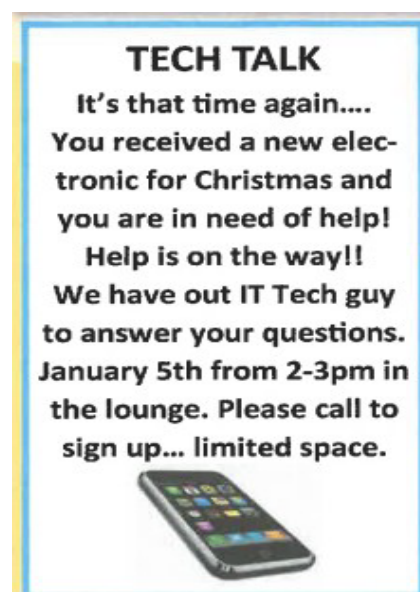 TECH TALK
It's that time again....
You received a new elec-
tronic for Christmas and
you are in need of help!
Help is on the way!!
We have out IT Tech guy
to answer your questions.
January 5th from 2-3pm in
the lounge. Please call to
sign up... limited space.